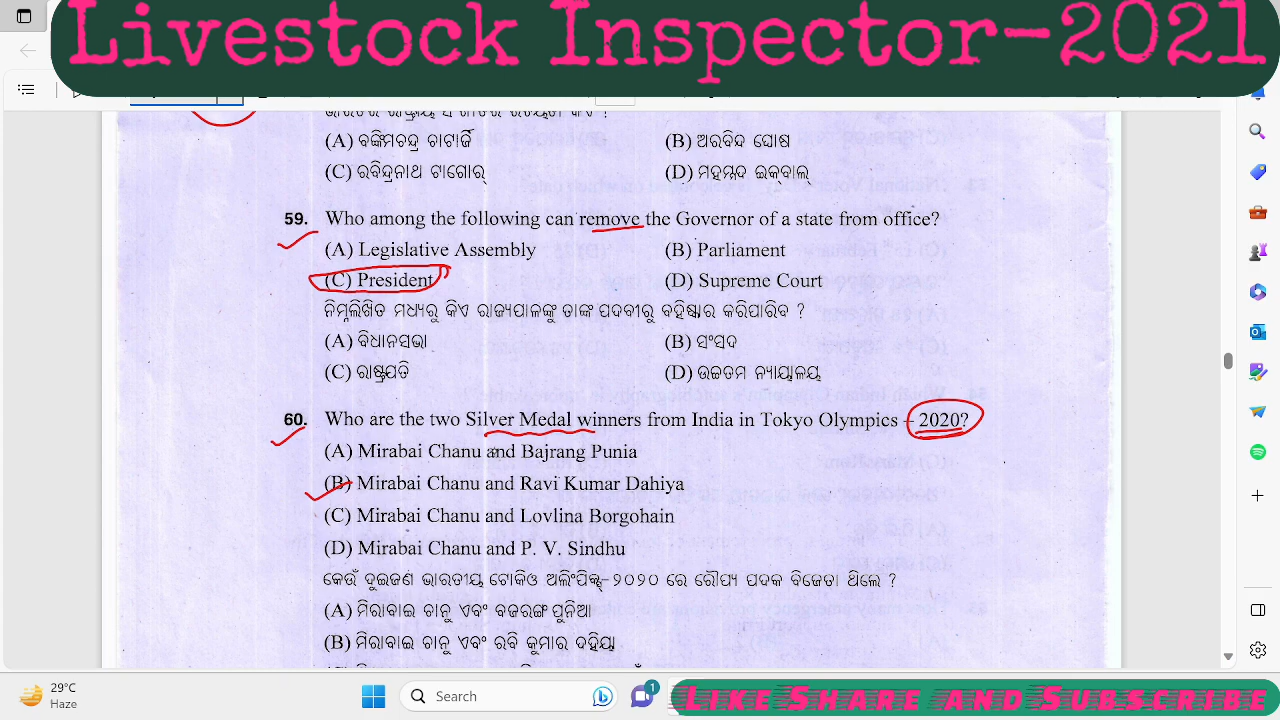 Livestock Inspector-2021
(A) ବଙ୍କିମଚନ୍ଦ୍ର ଚାଟାର୍ଜି (B) ଅରବିନ୍ଦ ଘୋଷ
(C) ରବିନ୍ଦ୍ରନାଥ ଟାଗୋର୍ (D) ମହମ୍ମଦ ଇକ୍‌ବାଲ୍
59. Who among the following can remove the Governor of a state from office?
(A) Legislative Assembly (B) Parliament
(C) President (D) Supreme Court
ନିମ୍ନଲିଖିତ ମଧ୍ୟରୁ କିଏ ରାଜ୍ୟପାଳଙ୍କୁ ତାଙ୍କ ପଦବୀରୁ ବହିଷ୍କାର କରିପାରିବ ?
(A) ବିଧାନସଭା (B) ସଂସଦ
(C) ରାଷ୍ଟ୍ରପତି (D) ଉଚ୍ଚତମ ନ୍ୟାୟାଳୟ
60. Who are the two Silver Medal winners from India in Tokyo Olympics – 2020?
(A) Mirabai Chanu and Bajrang Punia
(B) Mirabai Chanu and Ravi Kumar Dahiya
(C) Mirabai Chanu and Lovlina Borgohain
(D) Mirabai Chanu and P. V. Sindhu
କେଉଁ ଦୁଇଜଣ ଭାରତୀୟ ଟୋକିଓ ଅଲିଂପିକ୍ସ୍–୨୦୨୦ ରେ ରୌପ୍ୟ ପଦକ ବିଜେତା ଥିଲେ ?
(A) ମିରାବାଇ ଚାନୁ ଏବଂ ବଜରଙ୍ଗ ପୁନିଆ
(B) ମିରାବାଇ ଚାନୁ ଏବଂ ରବି କୁମାର ଦହିୟା
29°C
Haze
Search
1
Like Share and Subscribe